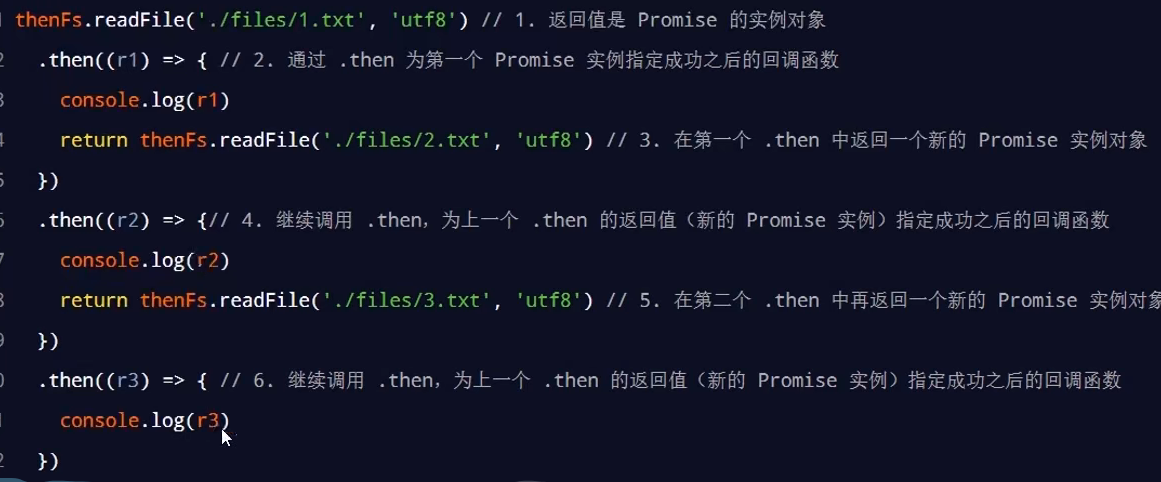 thenFs.readFile('./files/1.txt', 'utf8') // 1. 返回值是 Promise 的实例对象
2 .then((r1) => { // 2. 通过 .then 为第一个 Promise 实例指定成功之后的回调函数
3 console.log(r1)
4 return thenFs.readFile('./files/2.txt', 'utf8') // 3. 在第一个 .then 中返回一个新的 Promise 实例对象
5 })
6 .then((r2) => {// 4. 继续调用 .then，为上一个 .then 的返回值（新的 Promise 实例）指定成功之后的回调函数
7 console.log(r2)
8 return thenFs.readFile('./files/3.txt', 'utf8') // 5. 在第二个 .then 中再返回一个新的 Promise 实例对象
9 })
0 .then((r3) => { // 6. 继续调用 .then，为上一个 .then 的返回值（新的 Promise 实例）指定成功之后的回调函数
1 console.log(r3)
2 })